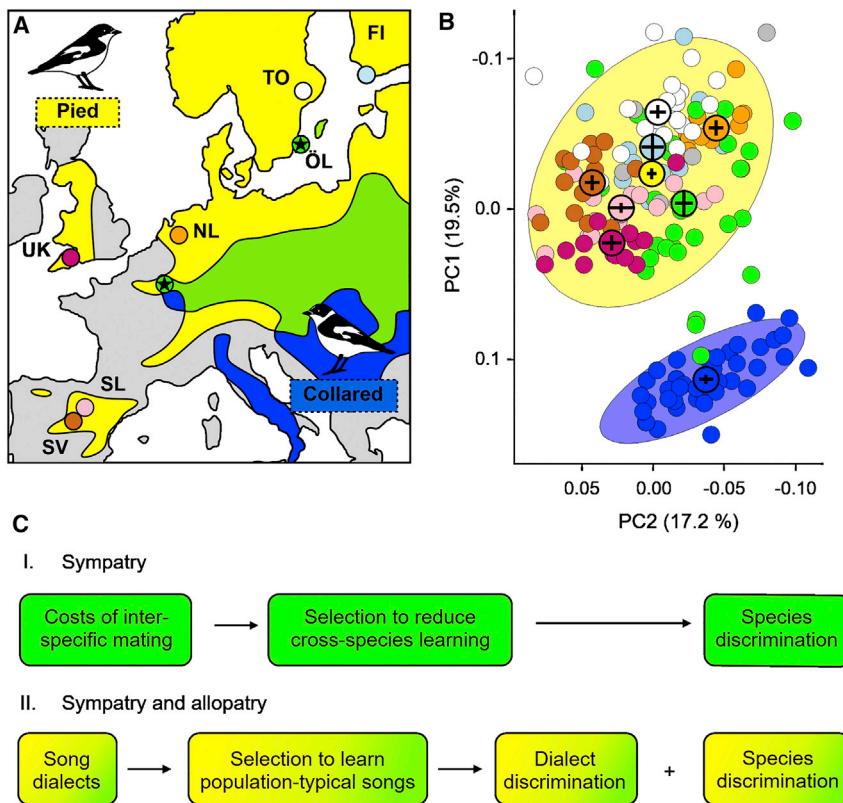 A
FI
TO
Pied
ÖL
NL
UK
SL
SV
Collared
B
-0.1
0.0
0.1
PC1 (19.5%)
0.05
0.00
-0.05
-0.10
PC2 (17.2 %)
C
I. Sympatry
Costs of inter-
specific mating
Selection to reduce
cross-species learning
Species
discrimination
II. Sympatry and allopatry
Song
dialects
Selection to learn
population-typical songs
Dialect
discrimination
+
Species
discrimination